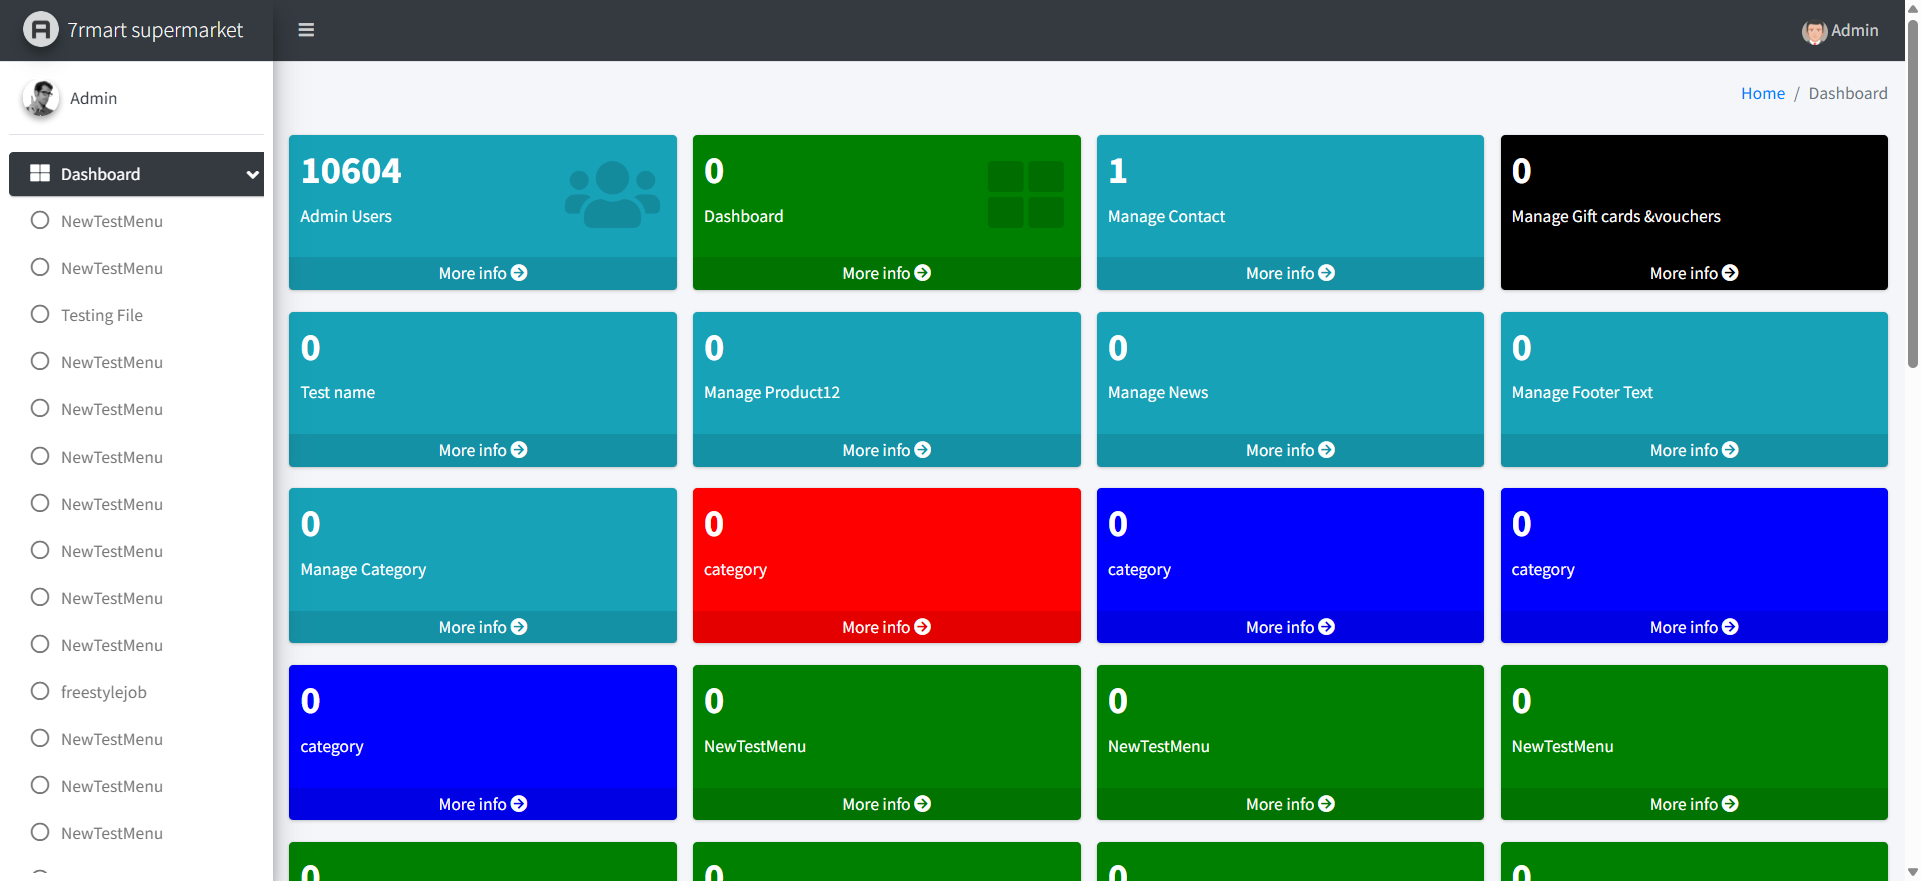 7rmart supermarket
Admin
Admin
Home / Dashboard
Dashboard
NewTestMenu
NewTestMenu
Testing File
NewTestMenu
NewTestMenu
NewTestMenu
NewTestMenu
NewTestMenu
NewTestMenu
NewTestMenu
freestylejob
NewTestMenu
NewTestMenu
NewTestMenu
10604
Admin Users
More info
0
Dashboard
More info
1
Manage Contact
More info
0
Manage Gift cards &vouchers
More info
0
Test name
More info
0
Manage Product12
More info
0
Manage News
More info
0
Manage Footer Text
More info
0
Manage Category
More info
0
category
More info
0
category
More info
0
category
More info
0
category
More info
0
NewTestMenu
More info
0
NewTestMenu
More info
0
NewTestMenu
More info
0
0
0
0